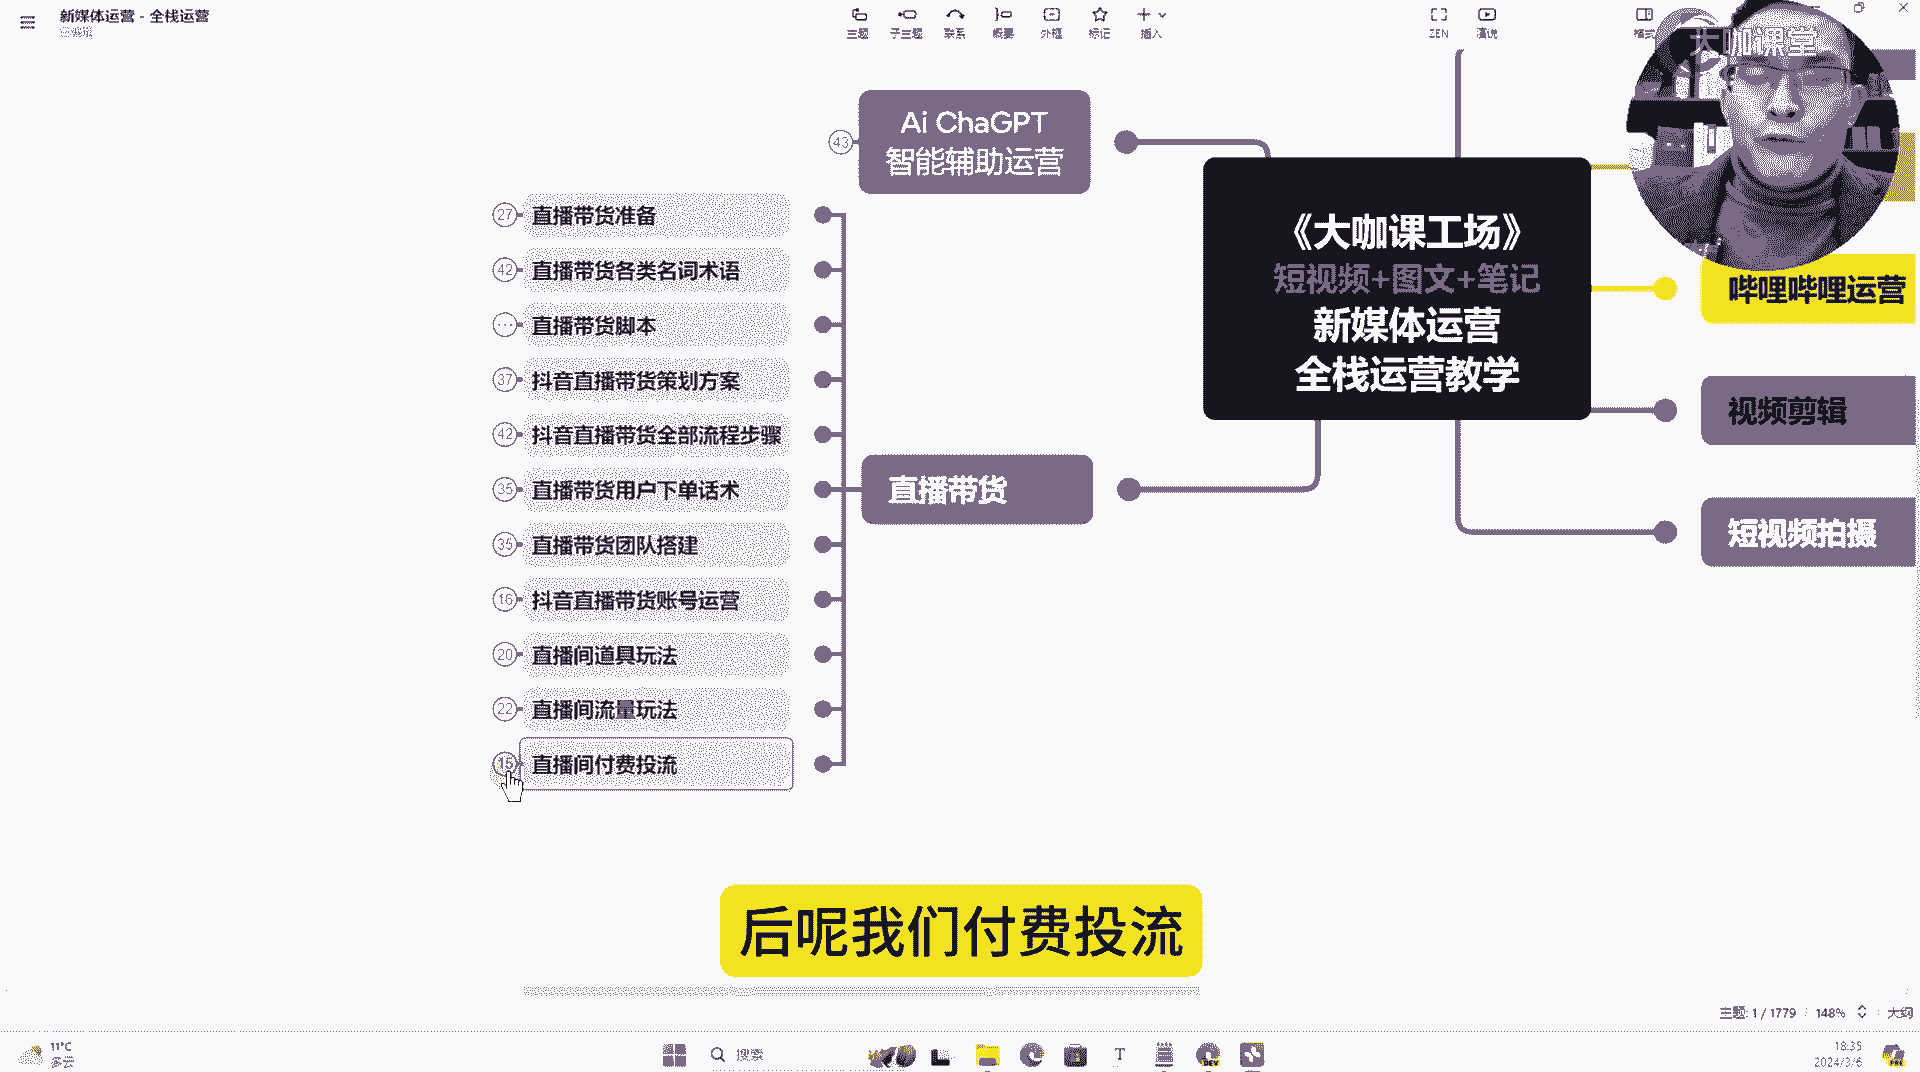 新媒体运营 - 全栈运营
已编辑
主题
子主题
联系
概要
外框
标记
插入
ZEN
演说
格式
大咖课堂
43
Ai ChaGPT
智能辅助运营
27
直播带货准备
42
直播带货各类名词术语
直播带货脚本
37
抖音直播带货策划方案
42
抖音直播带货全部流程步骤
35
直播带货用户下单话术
35
直播带货团队搭建
16
抖音直播带货账号运营
20
直播间道具玩法
22
直播间流量玩法
15
直播间付费投流
直播带货
《大咖课工场》
短视频+图文+笔记
新媒体运营
全栈运营教学
哔哩哔哩运营
视频剪辑
短视频拍摄
后呢我们付费投流
主题: 1 / 1779
148%
大纲
11°C
多云
搜索
T
DEV
18:35
2024/3/6
PRE